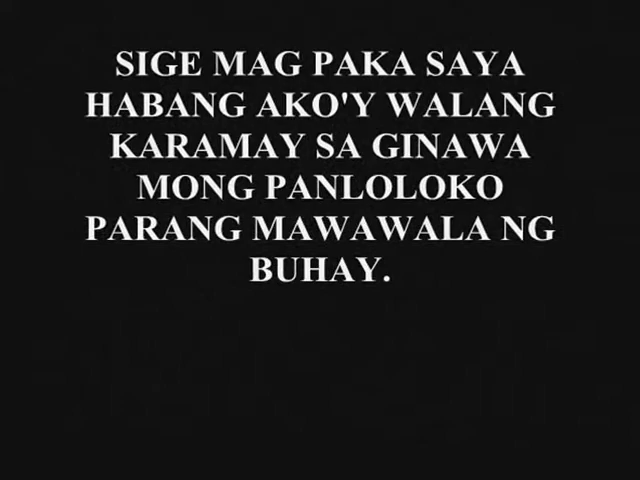 SIGE MAG PAKA SAYA
HABANG AKO'Y WALANG
KARAMAY SA GINAWA
MONG PANLOLOKO
PARANG MAWAWALA NG
BUHAY.